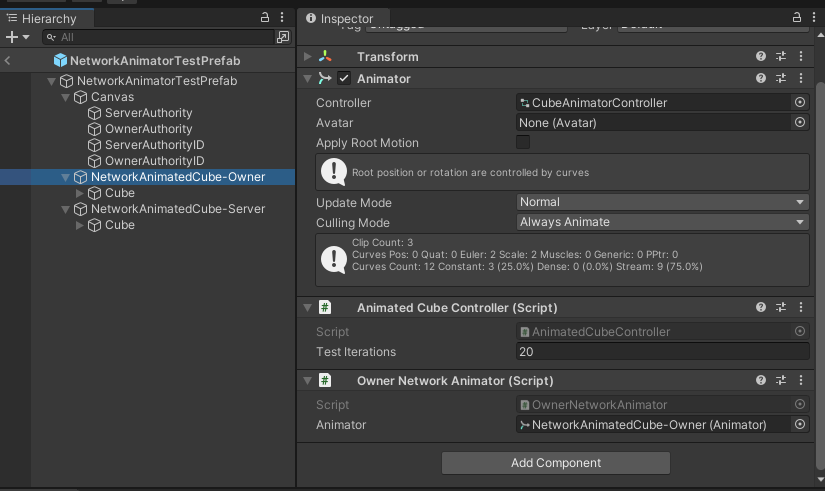 Hierarchy
All
NetworkAnimatorTestPrefab
NetworkAnimatorTestPrefab
Canvas
ServerAuthority
OwnerAuthority
ServerAuthorityID
OwnerAuthorityID
NetworkAnimatedCube-Owner
Cube
NetworkAnimatedCube-Server
Cube
Inspector
Tag Untagged Layer Default
Transform
Animator
Controller CubeAnimatorController
Avatar None (Avatar)
Apply Root Motion
Root position or rotation are controlled by curves
Update Mode Normal
Culling Mode Always Animate
Clip Count: 3
Curves Pos: 0 Quat: 0 Euler: 2 Scale: 2 Muscles: 0 Generic: 0 PPtr: 0
Curves Count: 12 Constant: 3 (25.0%) Dense: 0 (0.0%) Stream: 9 (75.0%)
Animated Cube Controller (Script)
Script # AnimatedCubeController
Test Iterations 20
Owner Network Animator (Script)
Script # OwnerNetworkAnimator
Animator NetworkAnimatedCube-Owner (Animator)
Add Component